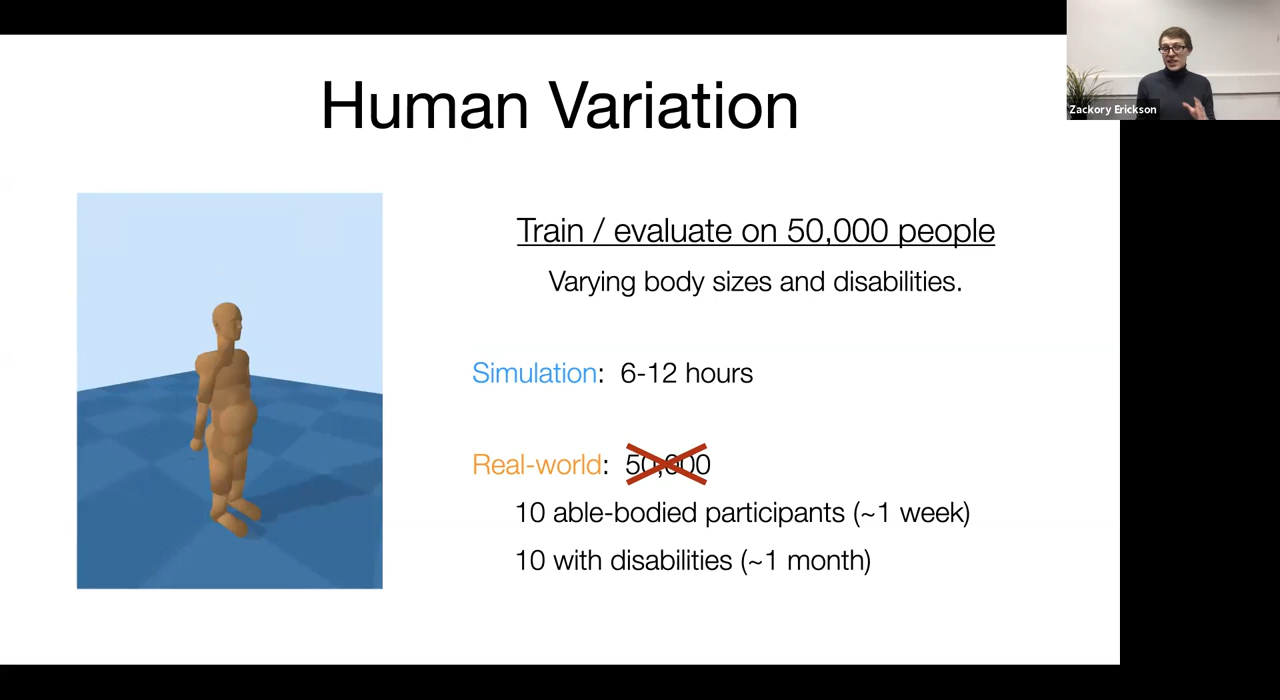 Human Variation
Zackory Erickson
Train / evaluate on 50,000 people
Varying body sizes and disabilities.
Simulation: 6-12 hours
Real-world: 50,000
10 able-bodied participants (~1 week)
10 with disabilities (~1 month)